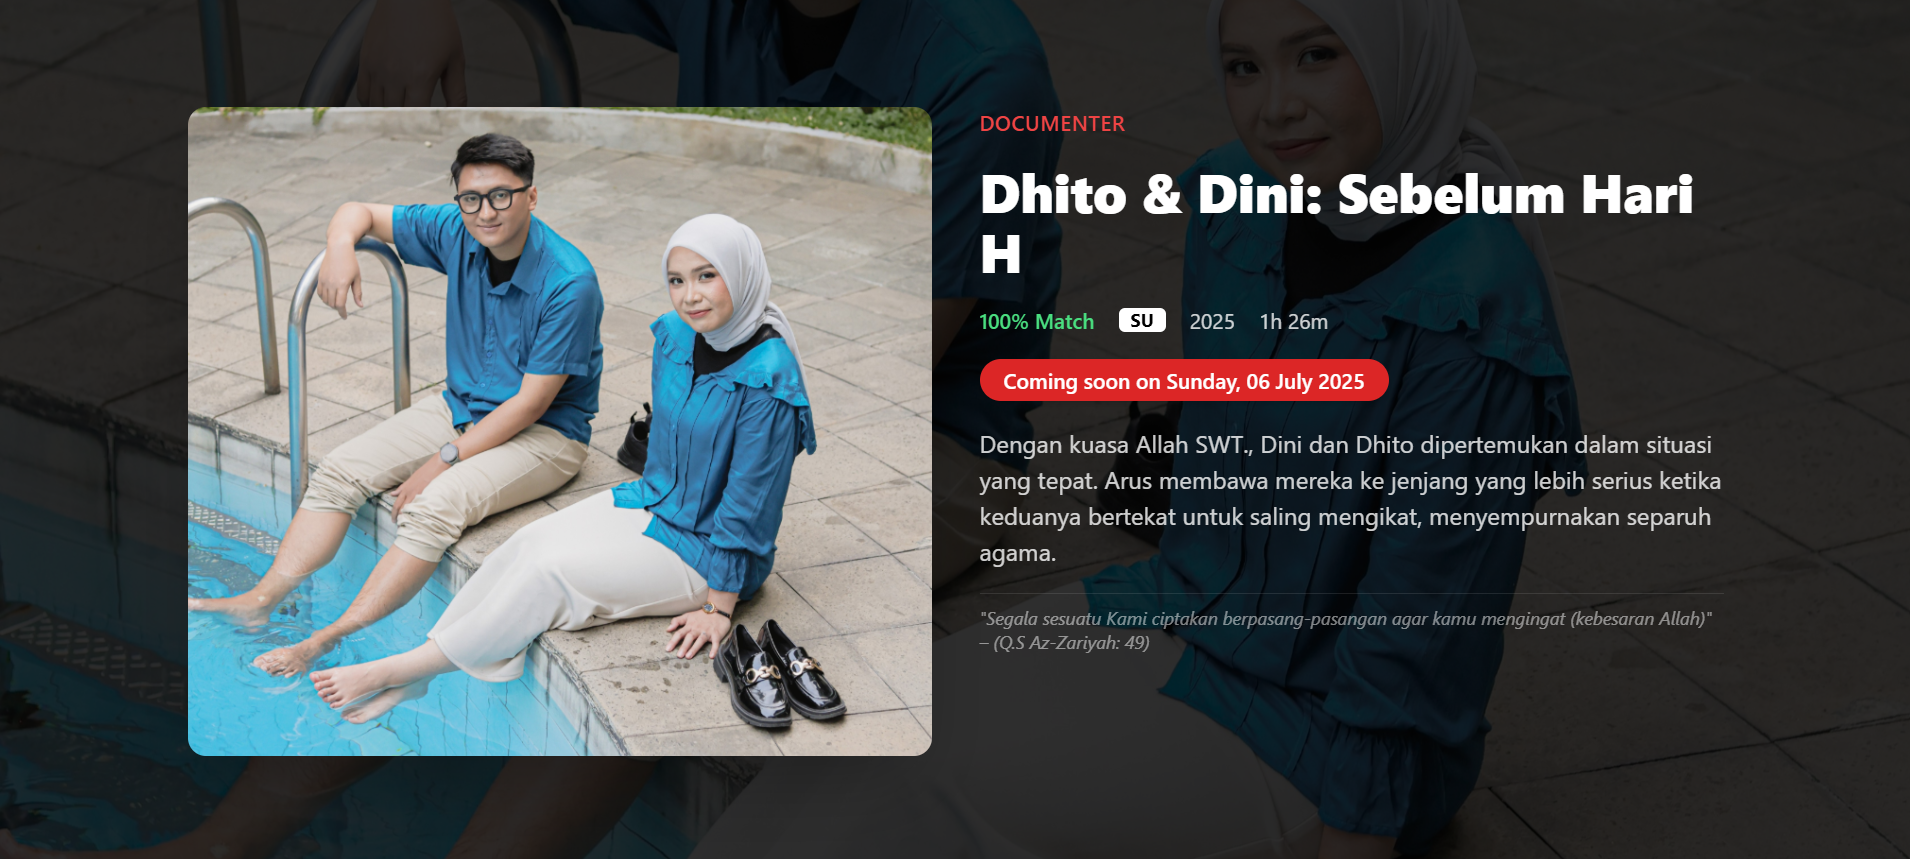 DOCUMENTER
Dhito & Dini: Sebelum Hari
H
100% Match SU 2025 1h 26m
Coming soon on Sunday, 06 July 2025
Dengan kuasa Allah SWT., Dini dan Dhito dipertemukan dalam situasi
yang tepat. Arus membawa mereka ke jenjang yang lebih serius ketika
keduanya bertekat untuk saling mengikat, menyempurnakan separuh
agama.
"Segala sesuatu Kami ciptakan berpasang-pasangan agar kamu mengingat (kebesaran Allah)"
– (Q.S Az-Zariyah: 49)